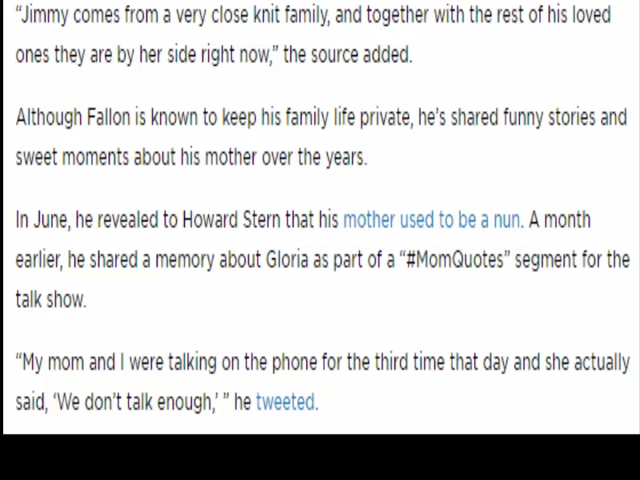 “Jimmy comes from a very close knit family, and together with the rest of his loved
ones they are by her side right now,” the source added.
Although Fallon is known to keep his family life private, he’s shared funny stories and
sweet moments about his mother over the years.
In June, he revealed to Howard Stern that his mother used to be a nun. A month
earlier, he shared a memory about Gloria as part of a “#MomQuotes” segment for the
talk show.
“My mom and I were talking on the phone for the third time that day and she actually
said, ‘We don’t talk enough,’ ” he tweeted.